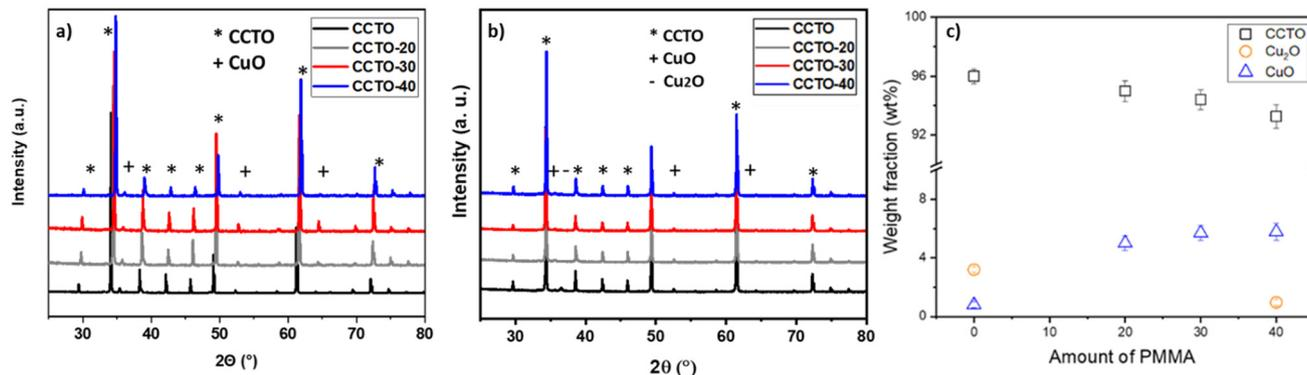 a)
* CCTO
+ CuO
CCTO
CCTO-20
CCTO-30
CCTO-40
* * * *
* + * * * + + *
Intensity (a.u.)
30 40 50 60 70 80
2Θ (°)
b)
* CCTO
+ CuO
- Cu2O
CCTO
CCTO-20
CCTO-30
CCTO-40
* *
* + - * * * + + *
Intensity (a. u.)
30 40 50 60 70 80
2θ (°)
c)
CCTO
Cu₂O
CuO
Weight fraction (wt%)
100
96
92
8
4
0
0 10 20 30 40
Amount of PMMA